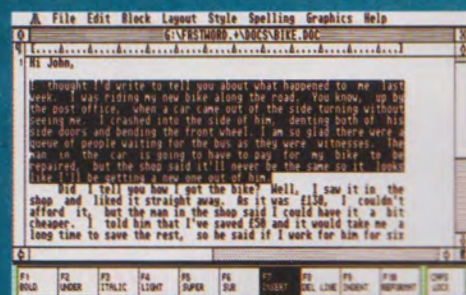 File Edit Block Layout Style Spelling Graphics Help
G:\FRSTWORD.+\DOCS\BIKE.DOC
Hi John,
I thought I'd write to tell you about what happened to me last
week. I was riding my new bike along the road. You know, up by
the post office, when a car came out of the side turning without
seeing me. I crashed into the side of him, denting both of his
side doors and bending the front wheel. I am so glad there were a
queue of people waiting for the bus as they were witnesses. The
man in the car is going to have to pay for my bike to be
repaired, but the shop said it'll never be the same so it looks
like I'll be getting a new one out of him.
Did I tell you how I got the bike? Well, I saw it in the
shop and liked it straight away. As it was £130, I couldn't
afford it, but the man in the shop said I could have it a bit
cheaper. I told him that I've saved £50 and it would take me a
long time to save the rest, so he said if I work for him for six
F1 F2 F3 F4 F5 F6 F7 F8 F9 F10 CAPS
BOLD UNDER ITALIC LIGHT SUPER SUB INSERT DEL LINE INDENT REFORMAT LOCK